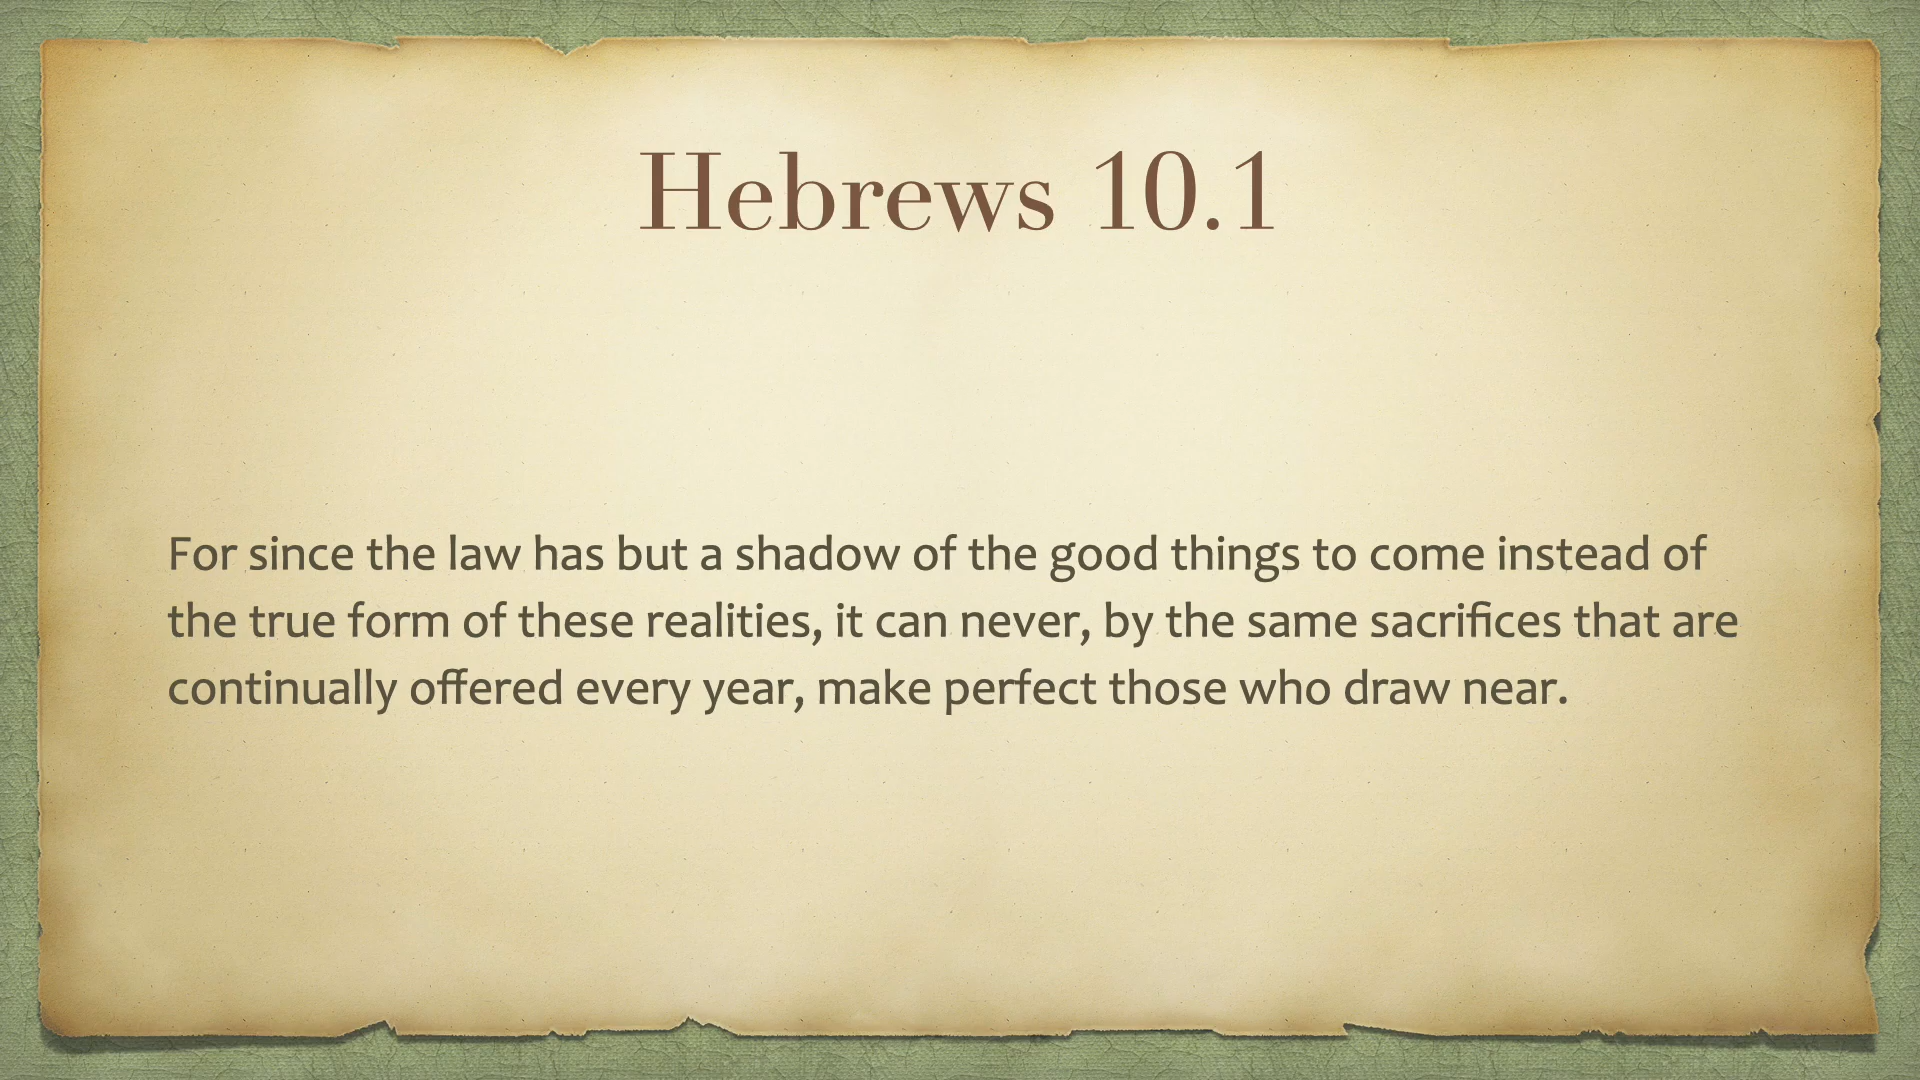 Hebrews 10.1
For since the law has but a shadow of the good things to come instead of
the true form of these realities, it can never, by the same sacrifices that are
continually offered every year, make perfect those who draw near.